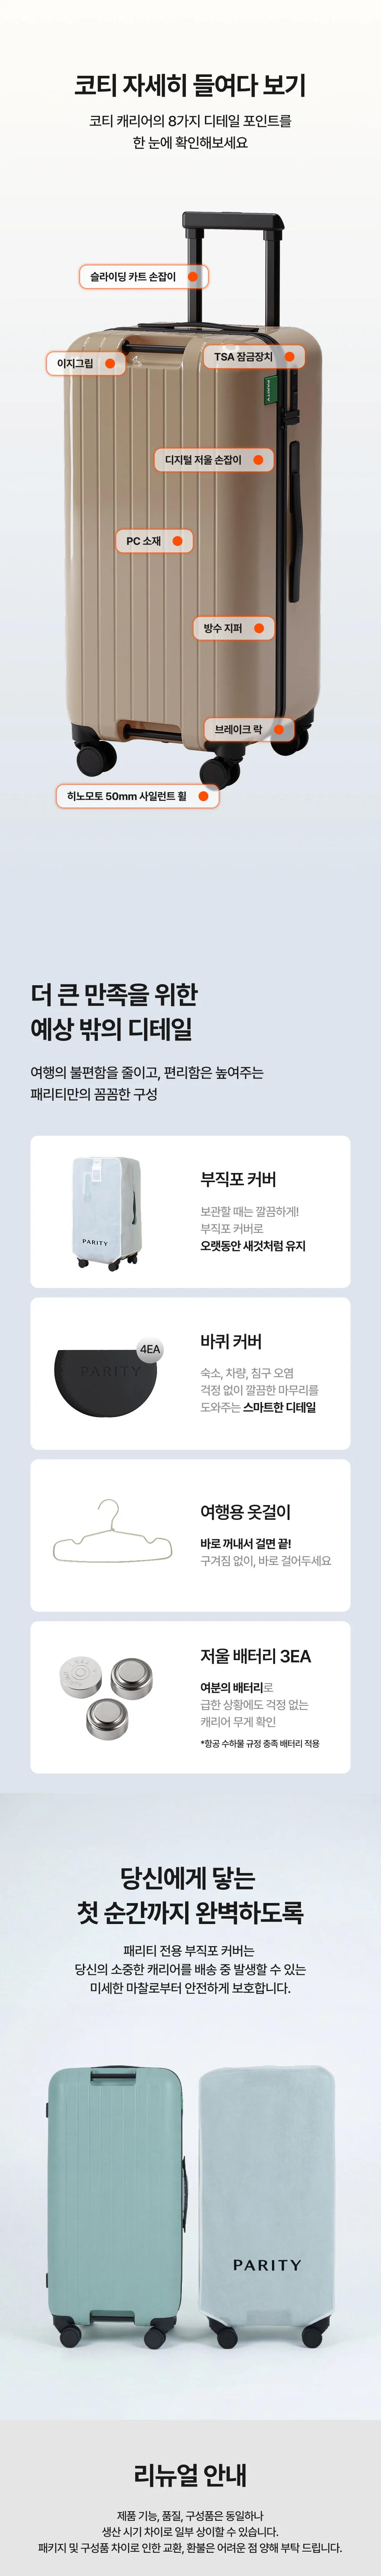 코티 자세히 들여다 보기
코티 캐리어의 8가지 디테일 포인트를
한 눈에 확인해보세요
슬라이딩 카트 손잡이
이지그립
TSA 잠금장치
PARITY
디지털 저울 손잡이
PC 소재
방수 지퍼
브레이크 락
히노모토 50mm 사일런트 휠
더 큰 만족을 위한
예상 밖의 디테일
여행의 불편함을 줄이고, 편리함은 높여주는
패리티만의 꼼꼼한 구성
PARITY
부직포 커버
보관할 때는 깔끔하게!
부직포 커버로
오랫동안 새것처럼 유지
4EA
PARITY
바퀴 커버
숙소, 차량, 침구 오염
걱정 없이 깔끔한 마무리를
도와주는 스마트한 디테일
여행용 옷걸이
바로 꺼내서 걸면 끝!
구겨짐 없이, 바로 걸어두세요
저울 배터리 3EA
여분의 배터리로
급한 상황에도 걱정 없는
캐리어 무게 확인
*항공 수하물 규정 충족 배터리 적용
당신에게 닿는
첫 순간까지 완벽하도록
패리티 전용 부직포 커버는
당신의 소중한 캐리어를 배송 중 발생할 수 있는
미세한 마찰로부터 안전하게 보호합니다.
PARITY
리뉴얼 안내
제품 기능, 품질, 구성품은 동일하나
생산 시기 차이로 일부 상이할 수 있습니다.
패키지 및 구성품 차이로 인한 교환, 환불은 어려운 점 양해 부탁 드립니다.